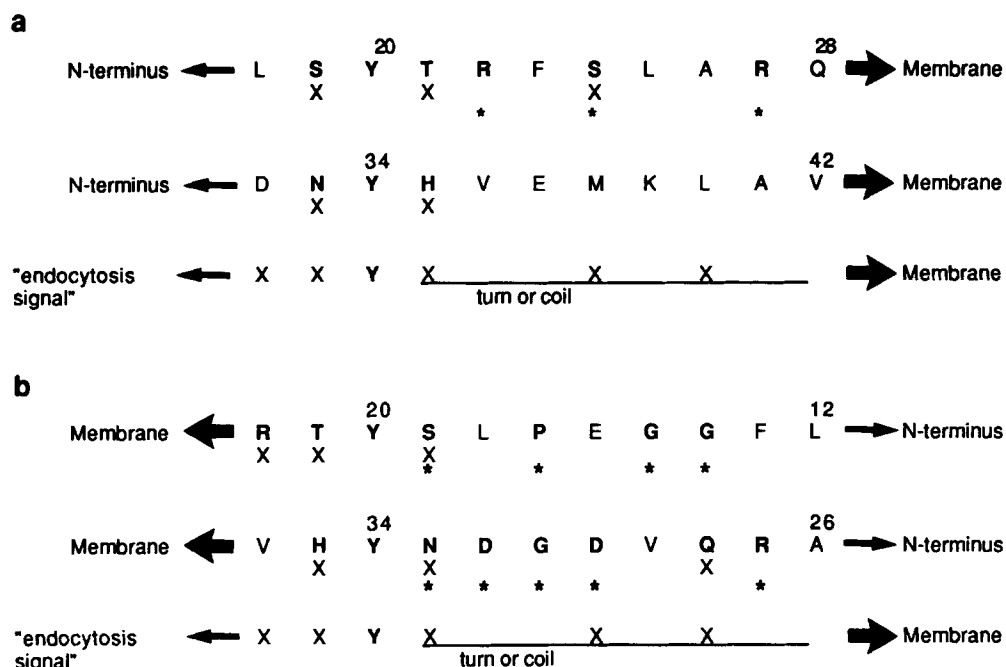 a
20 28
N-terminus L S Y T R F S L A R Q Membrane
X X X
* * *
34 42
N-terminus D N Y H V E M K L A V Membrane
X X
"endocytosis X X Y X X X Membrane
signal" turn or coil
b
20 12
Membrane R T Y S L P E G G F L N-terminus
X X X
* * * *
34 26
Membrane V H Y N D G D V Q R A N-terminus
X X X
* * * * *
"endocytosis X X Y X X X Membrane
signal" turn or coil